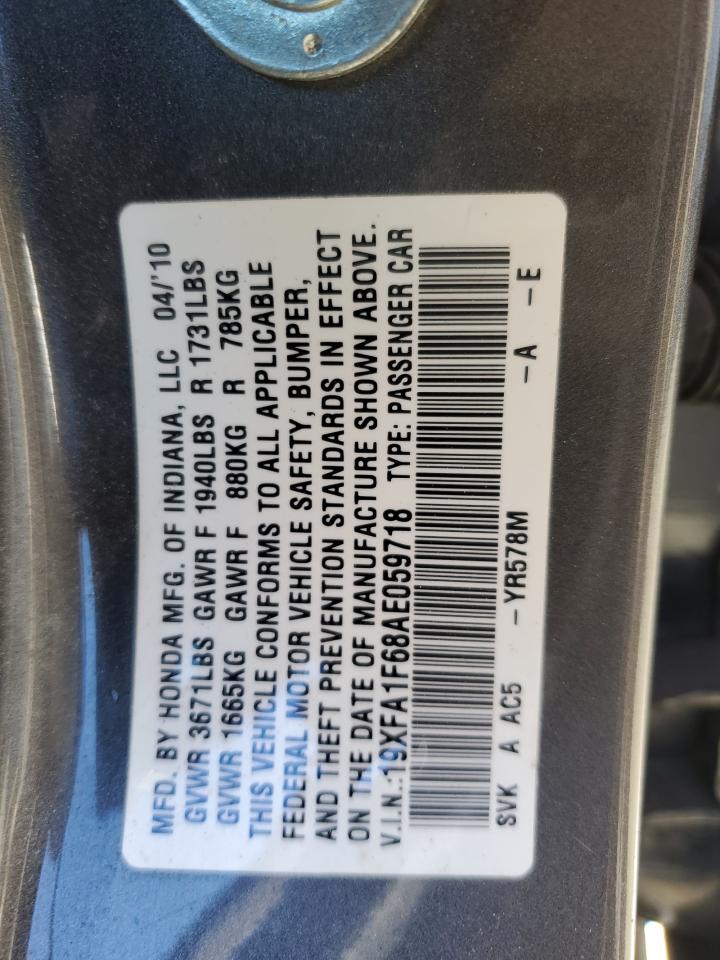 MFD. BY HONDA MFG. OF INDIANA, LLC 04/'10
GVWR 3671LBS GAWR F 1940LBS R 1731LBS
GVWR 1665KG GAWR F 880KG R 785KG
THIS VEHICLE CONFORMS TO ALL APPLICABLE
FEDERAL MOTOR VEHICLE SAFETY, BUMPER,
AND THEFT PREVENTION STANDARDS IN EFFECT
ON THE DATE OF MANUFACTURE SHOWN ABOVE.
V.I.N.:19XFA1F68AE059718 TYPE: PASSENGER CAR
SVK A AC5 -YR578M -A -E